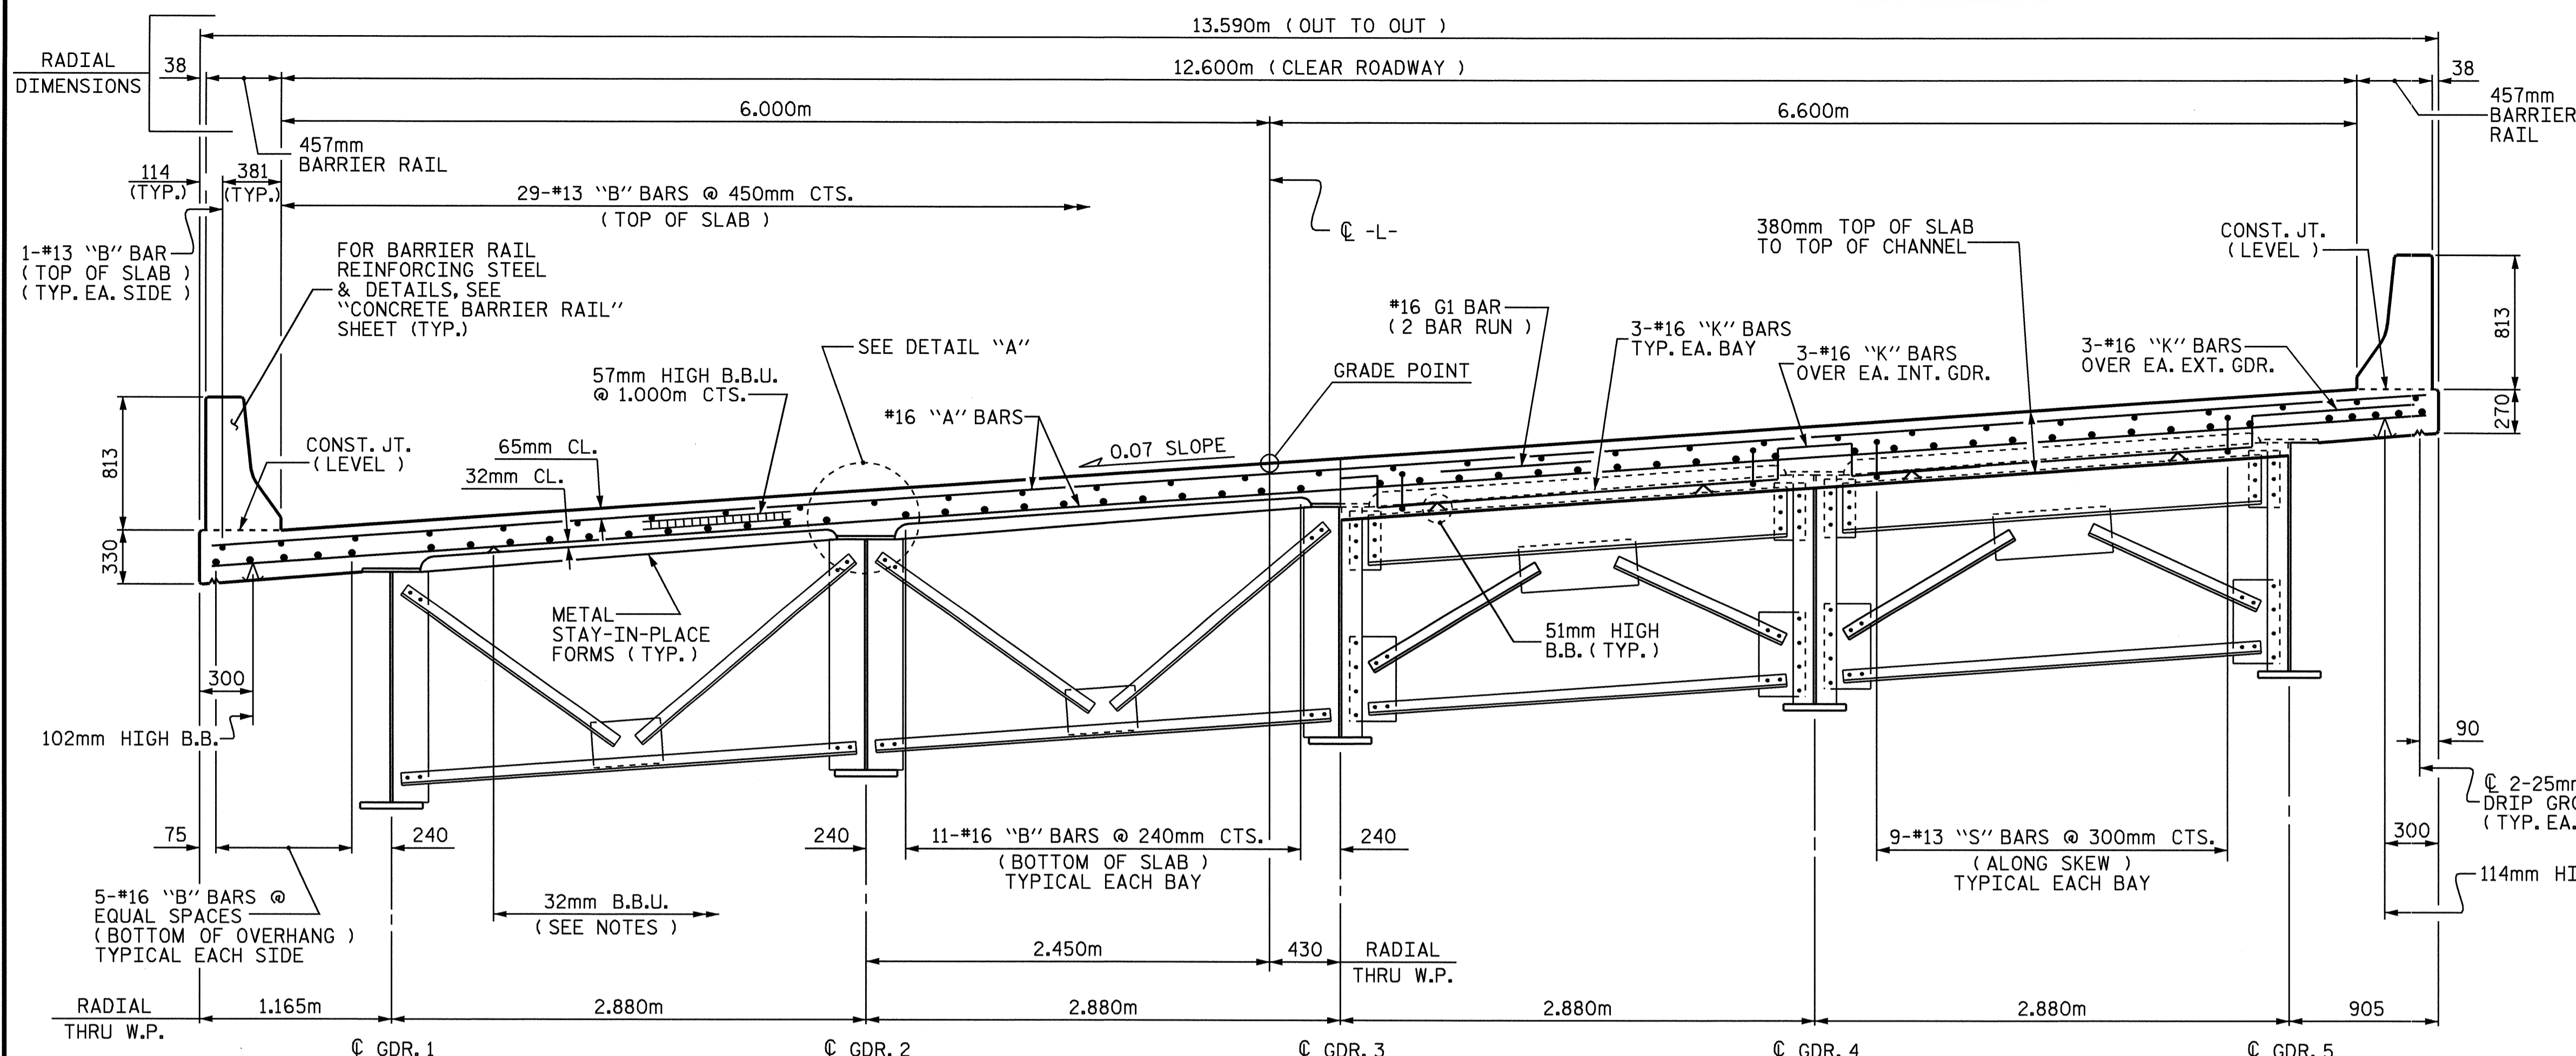 13.590m ( OUT TO OUT )
RADIAL
DIMENSIONS
38
12.600m ( CLEAR ROADWAY )
38
6.000m
6.600m
457mm
BARRIER
RAIL
457mm
BARRIER RAIL
114
(TYP.)
381
(TYP.)
29-#13 "B" BARS @ 450mm CTS.
( TOP OF SLAB )
℄ -L-
1-#13 "B" BAR
( TOP OF SLAB )
( TYP. EA. SIDE )
FOR BARRIER RAIL
REINFORCING STEEL
& DETAILS, SEE
"CONCRETE BARRIER RAIL"
SHEET (TYP.)
380mm TOP OF SLAB
TO TOP OF CHANNEL
CONST. JT.
( LEVEL )
813
270
#16 G1 BAR
( 2 BAR RUN )
3-#16 "K" BARS
TYP. EA. BAY
3-#16 "K" BARS
OVER EA. INT. GDR.
3-#16 "K" BARS
OVER EA. EXT. GDR.
SEE DETAIL "A"
GRADE POINT
57mm HIGH B.B.U.
@ 1.000m CTS.
#16 "A" BARS
0.07 SLOPE
813
330
CONST. JT.
( LEVEL )
65mm CL.
32mm CL.
METAL
STAY-IN-PLACE
FORMS ( TYP. )
51mm HIGH
B.B. ( TYP. )
300
102mm HIGH B.B.
90
℄ 2-25mm
DRIP
( TYP. EA.
75
240
240
11-#16 "B" BARS @ 240mm CTS.
( BOTTOM OF SLAB )
TYPICAL EACH BAY
240
9-#13 "S" BARS @ 300mm CTS.
( ALONG SKEW )
TYPICAL EACH BAY
300
114mm
5-#16 "B" BARS @
EQUAL SPACES
( BOTTOM OF OVERHANG )
TYPICAL EACH SIDE
32mm B.B.U.
( SEE NOTES )
2.450m
430
RADIAL
THRU W.P.
RADIAL
THRU W.P.
1.165m
2.880m
2.880m
2.880m
2.880m
905
℄ GDR. 1
℄ GDR. 2
℄ GDR. 3
℄ GDR. 4
℄ GDR. 5